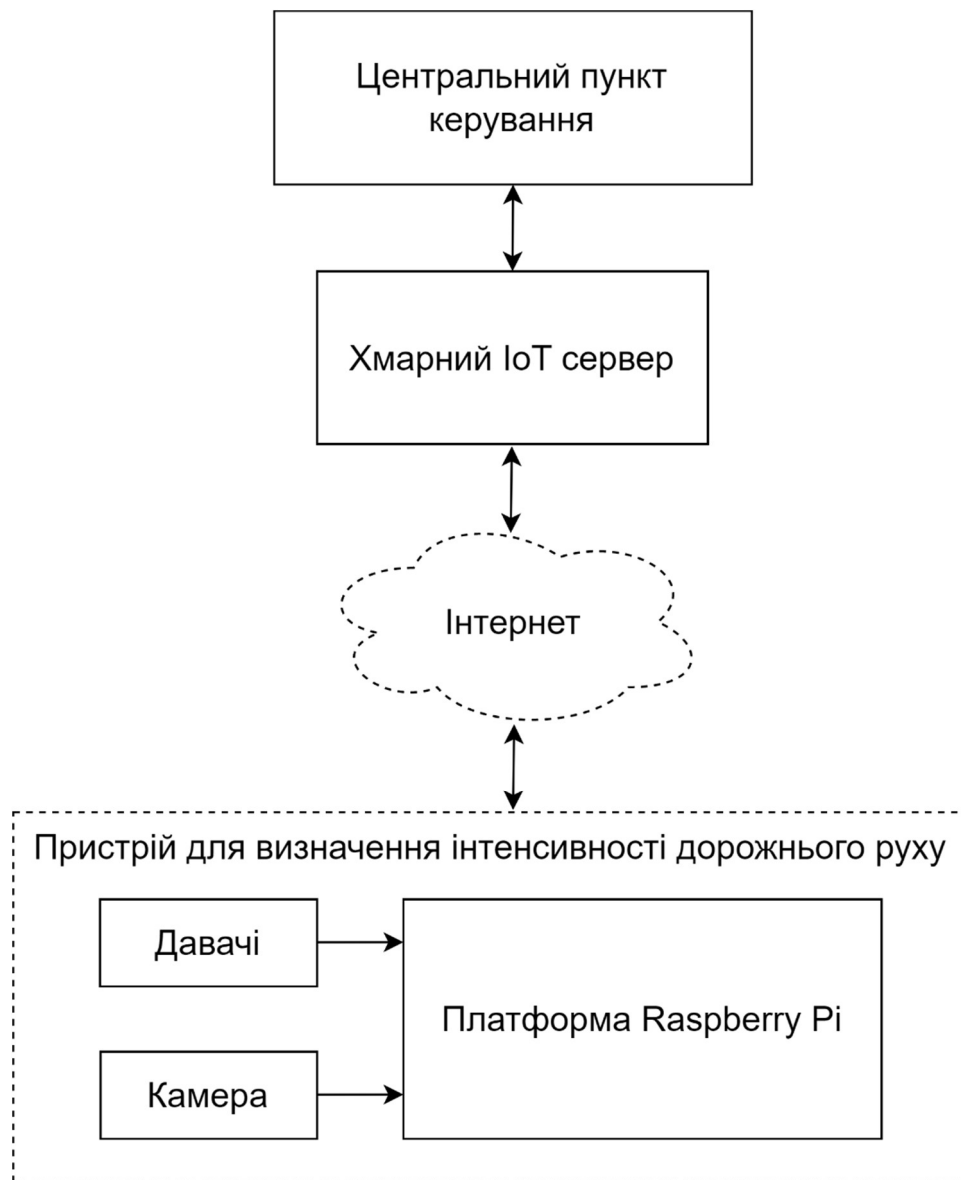 Центральний пункт
керування
Хмарний IoT сервер
Інтернет
Пристрій для визначення інтенсивності дорожнього руху
Давачі
Платформа Raspberry Pi
Камера